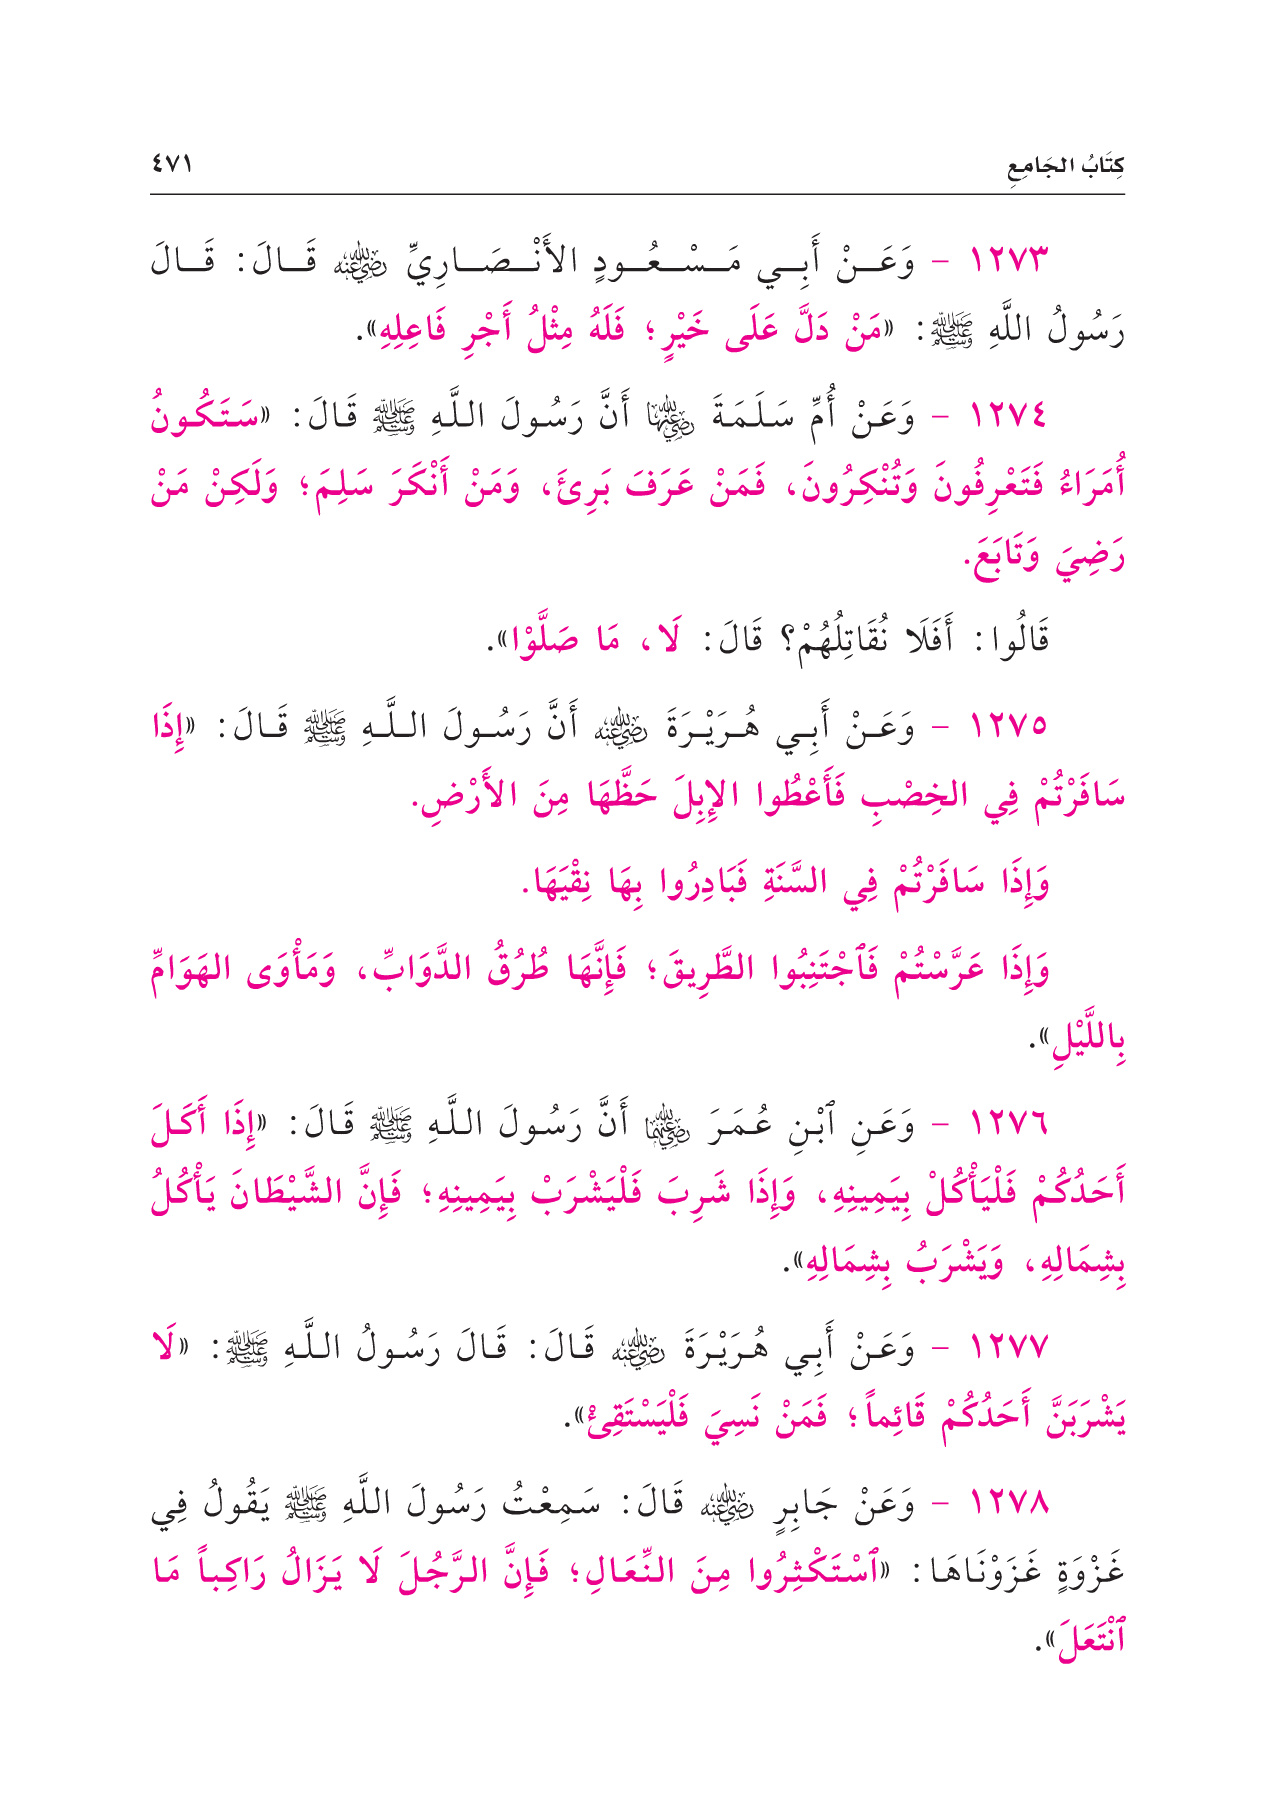 كِتَابُ الجَامِعِ ٤٧١
١٢٧٣ - وَعَنْ أَبِي مَسْعُودٍ الأَنْصَارِيِّ رضي الله عنه قَالَ: قَالَ
رَسُولُ اللَّهِ ﷺ: «مَنْ دَلَّ عَلَى خَيْرٍ؛ فَلَهُ مِثْلُ أَجْرِ فَاعِلِهِ».
١٢٧٤ - وَعَنْ أُمِّ سَلَمَةَ رضي الله عنها أَنَّ رَسُولَ اللَّهِ ﷺ قَالَ: «سَتَكُونُ
أُمَرَاءُ فَتَعْرِفُونَ وَتُنْكِرُونَ، فَمَنْ عَرَفَ بَرِئَ، وَمَنْ أَنْكَرَ سَلِمَ؛ وَلَكِنْ مَنْ
رَضِيَ وَتَابَعَ.
قَالُوا: أَفَلَا نُقَاتِلُهُمْ؟ قَالَ: لَا، مَا صَلَّوْا».
١٢٧٥ - وَعَنْ أَبِي هُرَيْرَةَ رضي الله عنه أَنَّ رَسُولَ اللَّهِ ﷺ قَالَ: «إِذَا
سَافَرْتُمْ فِي الخِصْبِ فَأَعْطُوا الإِبِلَ حَظَّهَا مِنَ الأَرْضِ.
وَإِذَا سَافَرْتُمْ فِي السَّنَةِ فَبَادِرُوا بِهَا نِقْيَهَا.
وَإِذَا عَرَّسْتُمْ فَٱجْتَنِبُوا الطَّرِيقَ؛ فَإِنَّهَا طُرُقُ الدَّوَابِّ، وَمَأْوَى الهَوَامِّ
بِاللَّيْلِ».
١٢٧٦ - وَعَنِ ٱبْنِ عُمَرَ رضي الله عنهما أَنَّ رَسُولَ اللَّهِ ﷺ قَالَ: «إِذَا أَكَلَ
أَحَدُكُمْ فَلْيَأْكُلْ بِيَمِينِهِ، وَإِذَا شَرِبَ فَلْيَشْرَبْ بِيَمِينِهِ؛ فَإِنَّ الشَّيْطَانَ يَأْكُلُ
بِشِمَالِهِ، وَيَشْرَبُ بِشِمَالِهِ».
١٢٧٧ - وَعَنْ أَبِي هُرَيْرَةَ رضي الله عنه قَالَ: قَالَ رَسُولُ اللَّهِ ﷺ: «لَا
يَشْرَبَنَّ أَحَدُكُمْ قَائِماً؛ فَمَنْ نَسِيَ فَلْيَسْتَقِئْ».
١٢٧٨ - وَعَنْ جَابِرٍ رضي الله عنه قَالَ: سَمِعْتُ رَسُولَ اللَّهِ ﷺ يَقُولُ فِي
غَزْوَةٍ غَزَوْنَاهَا: «ٱسْتَكْثِرُوا مِنَ النِّعَالِ؛ فَإِنَّ الرَّجُلَ لَا يَزَالُ رَاكِباً مَا
ٱنْتَعَلَ».